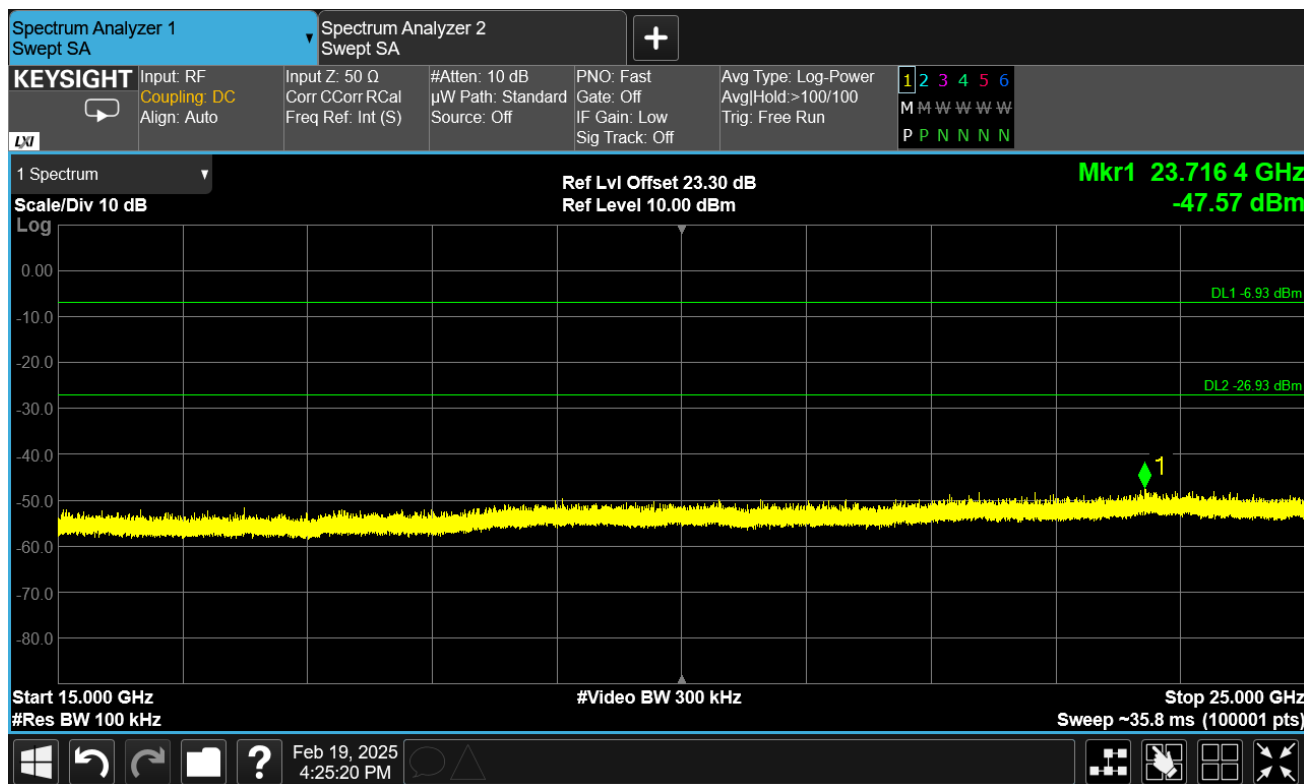 Spectrum Analyzer 1
Swept SA
Spectrum Analyzer 2
Swept SA
KEYSIGHT
LXI
Input: RF
Coupling: DC
Align: Auto
Input Z: 50 Ω
Corr CCorr RCal
Freq Ref: Int (S)
#Atten: 10 dB
µW Path: Standard
Source: Off
PNO: Fast
Gate: Off
IF Gain: Low
Sig Track: Off
Avg Type: Log-Power
Avg|Hold:>100/100
Trig: Free Run
1 2 3 4 5 6
M M W W W W
P P N N N N
1 Spectrum
Scale/Div 10 dB
Log
Ref Lvl Offset 23.30 dB
Ref Level 10.00 dBm
Mkr1 23.716 4 GHz
-47.57 dBm
0.00
DL1 -6.93 dBm
-10.0
-20.0
DL2 -26.93 dBm
-30.0
-40.0
1
-50.0
-60.0
-70.0
-80.0
Start 15.000 GHz
#Video BW 300 kHz
Stop 25.000 GHz
#Res BW 100 kHz
Sweep ~35.8 ms (100001 pts)
?
Feb 19, 2025
4:25:20 PM